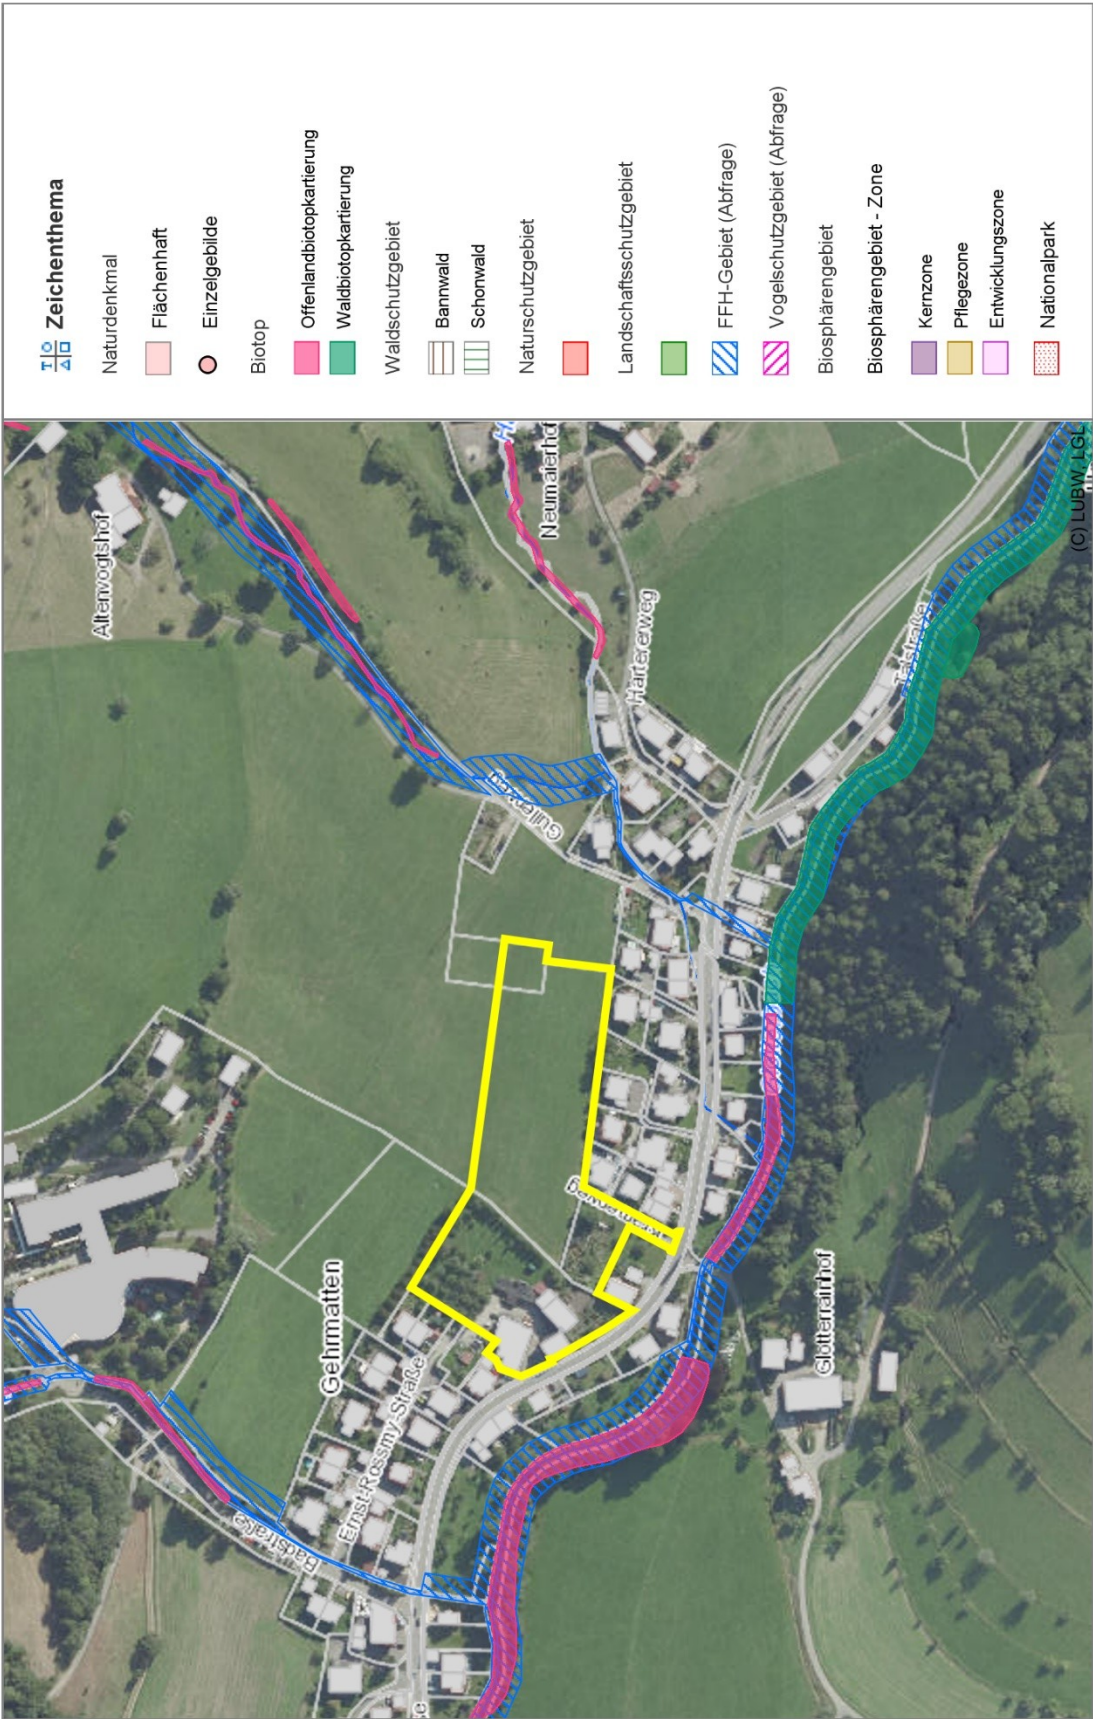 Zeichenthema
Naturdenkmal
Flächenhaft
Einzelgebilde
Biotop
Offenlandbiotopkartierung
Waldbiotopkartierung
Waldschutzgebiet
Bannwald
Schonwald
Naturschutzgebiet
Landschaftsschutzgebiet
FFH-Gebiet (Abfrage)
Vogelschutzgebiet (Abfrage)
Biosphärengebiet
Biosphärengebiet - Zone
Kernzone
Pflegezone
Entwicklungszone
Nationalpark
Altenvogtshof
Neumaierhof
Hartererweg
Talstraße
Gehrmatten
Ernst-Rossmy-Straße
Badstraße
Glotterrainhof
(C) LUBW, LGL